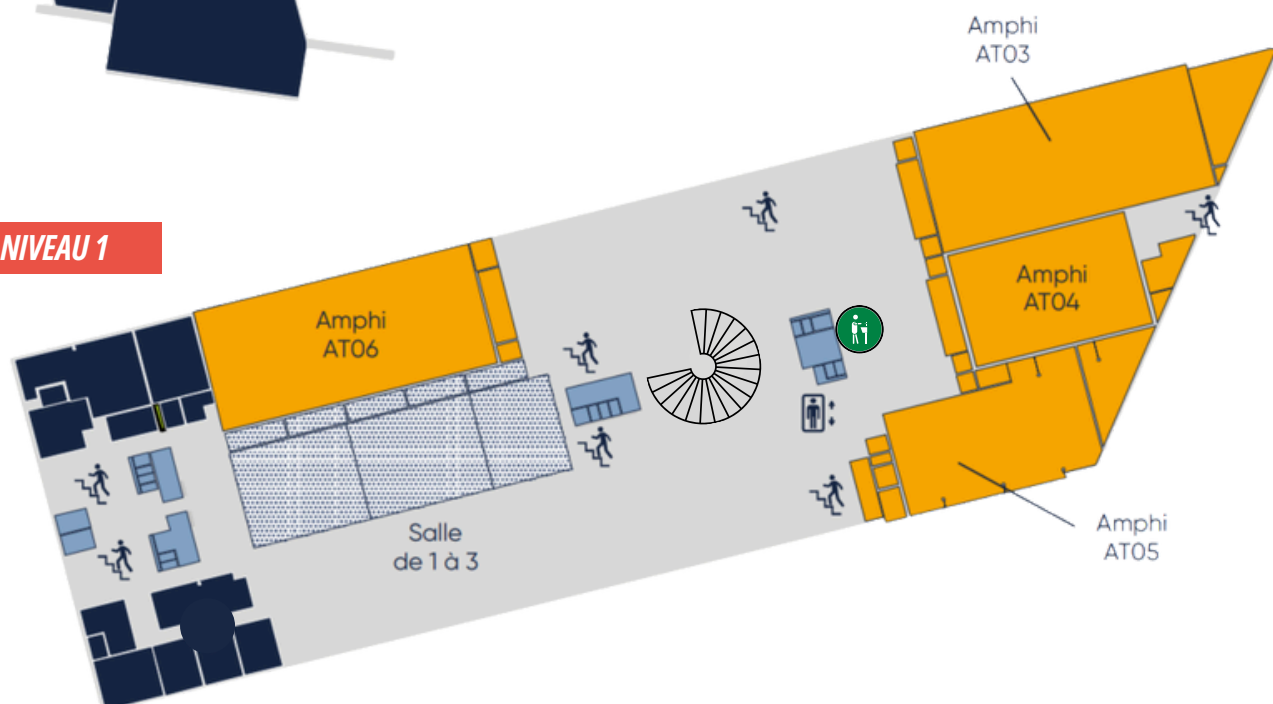 Amphi
AT03
NIVEAU 1
Amphi
AT04
Amphi
AT06
Salle
de 1 à 3
Amphi
AT05